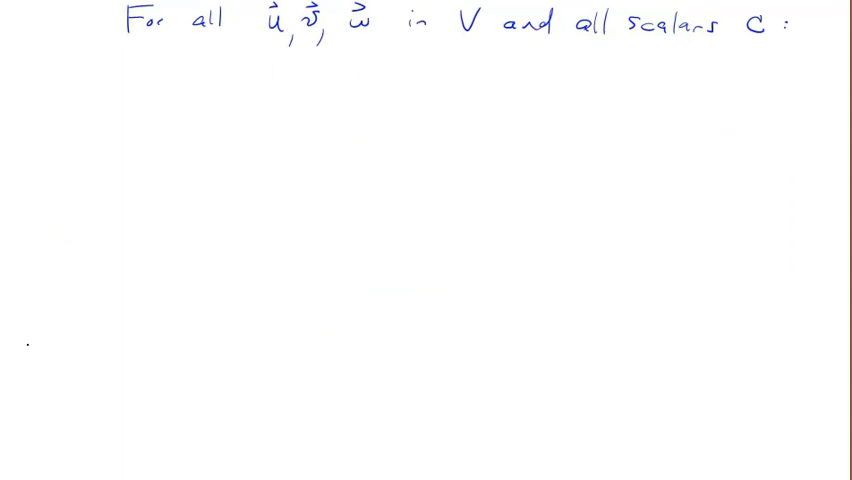 For all u⃗, v⃗, w⃗ in V and all scalars c: